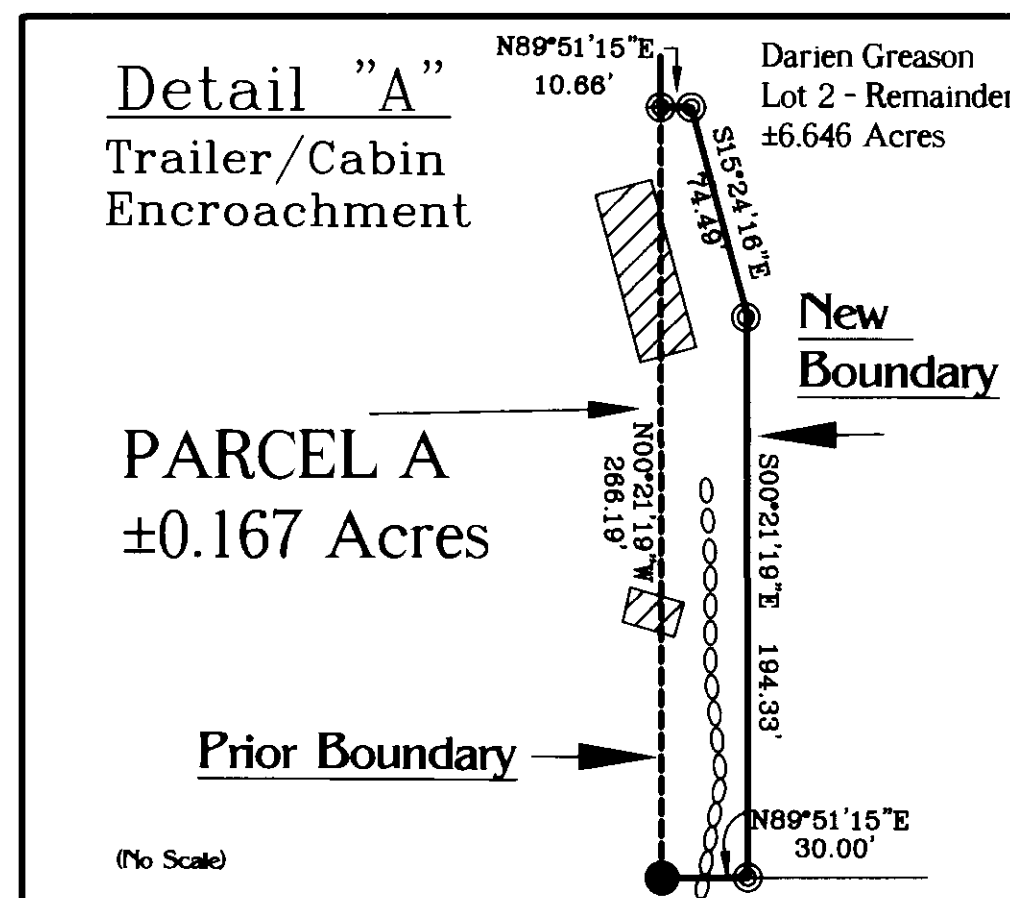 Detail "A"
Trailer/Cabin
Encroachment
N89°51'15"E
10.66'
Darien Greason
Lot 2 - Remainder
±6.646 Acres
S15°24'16"E
74.49'
New
Boundary
PARCEL A
±0.167 Acres
N00°21'19"W
266.19'
S00°21'19"E 194.33'
Prior Boundary
N89°51'15"E
30.00'
(No Scale)